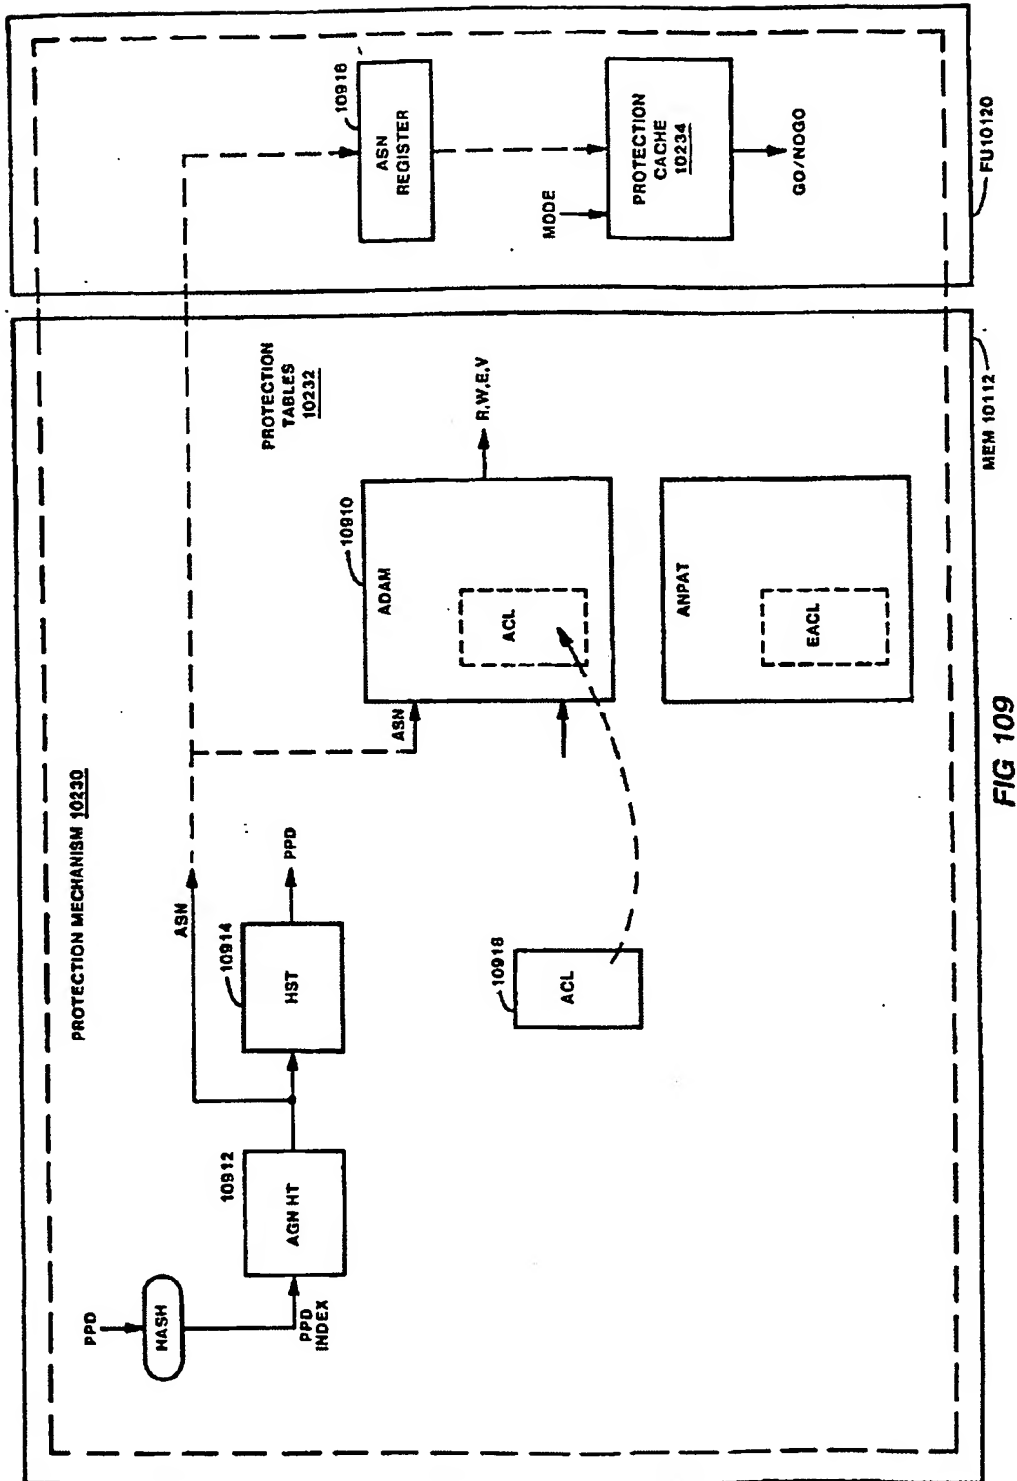 PROTECTION MECHANISM 10230
PPD
HASH
PPD
INDEX
10912
AGN HT
ASN
10914
HST
PPD
10918
ACL
PROTECTION
TABLES
10232
10910
ADAM
ASN
ACL
R,W,E,V
ANPAT
EACL
MEM 10112
10916
ASN
REGISTER
MODE
PROTECTION
CACHE
10234
GO/NOGO
FU10120
FIG 109